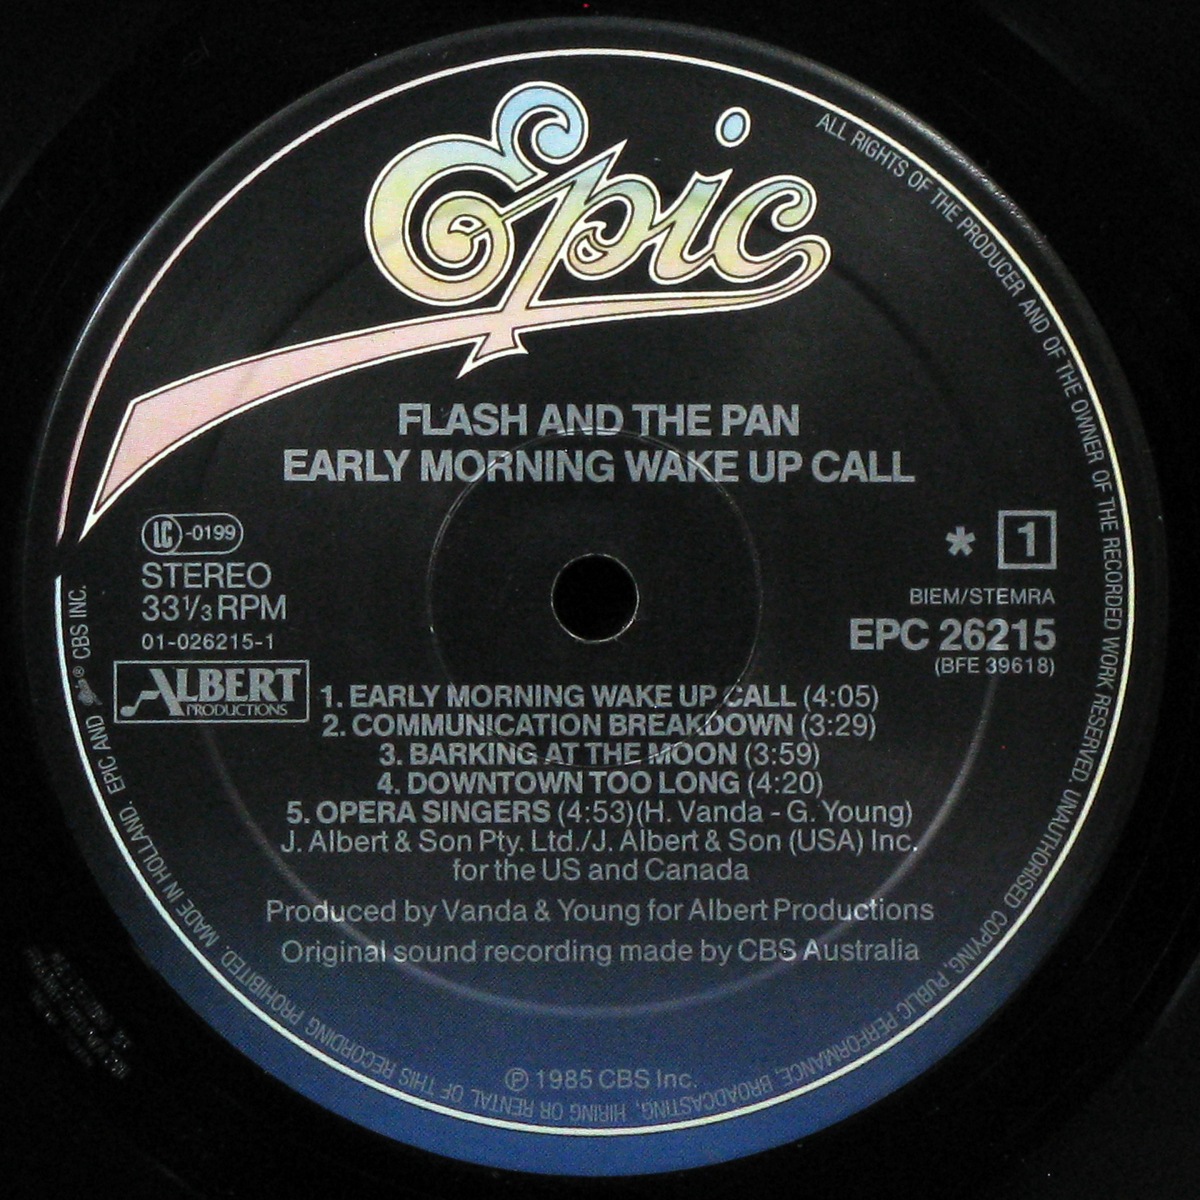 Epic
FLASH AND THE PAN
EARLY MORNING WAKE UP CALL
LC-0199
STEREO
33 1/3 RPM
01-026215-1
ALBERT
PRODUCTIONS
* 1
BIEM/STEMRA
EPC 26215
(BFE 39618)
1. EARLY MORNING WAKE UP CALL (4:05)
2. COMMUNICATION BREAKDOWN (3:29)
3. BARKING AT THE MOON (3:59)
4. DOWNTOWN TOO LONG (4:20)
5. OPERA SINGERS (4:53)(H. Vanda - G. Young)
J. Albert & Son Pty. Ltd./J. Albert & Son (USA) Inc.
for the US and Canada
Produced by Vanda & Young for Albert Productions
Original sound recording made by CBS Australia
℗ 1985 CBS Inc.
ALL RIGHTS OF THE PRODUCER AND OF THE OWNER OF THE RECORDED WORK RESERVED. UNAUTHORISED COPYING, PUBLIC PERFORMANCE, BROADCASTING, HIRING OR RENTAL OF THIS RECORDING PROHIBITED. MADE IN HOLLAND. EPIC AND Epic® CBS INC.